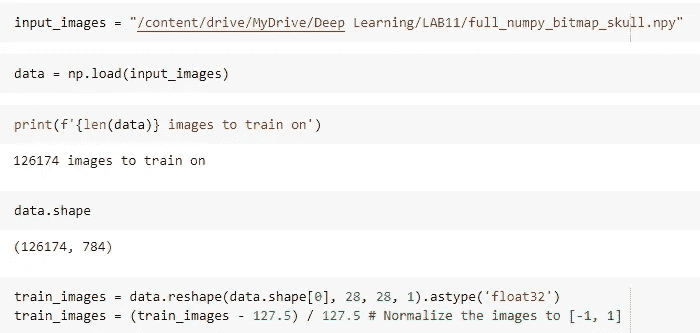 input_images = "/content/drive/MyDrive/Deep Learning/LAB11/full_numpy_bitmap_skull.npy"
data = np.load(input_images)
print(f'{len(data)} images to train on')
126174 images to train on
data.shape
(126174, 784)
train_images = data.reshape(data.shape[0], 28, 28, 1).astype('float32')
train_images = (train_images - 127.5) / 127.5 # Normalize the images to [-1, 1]